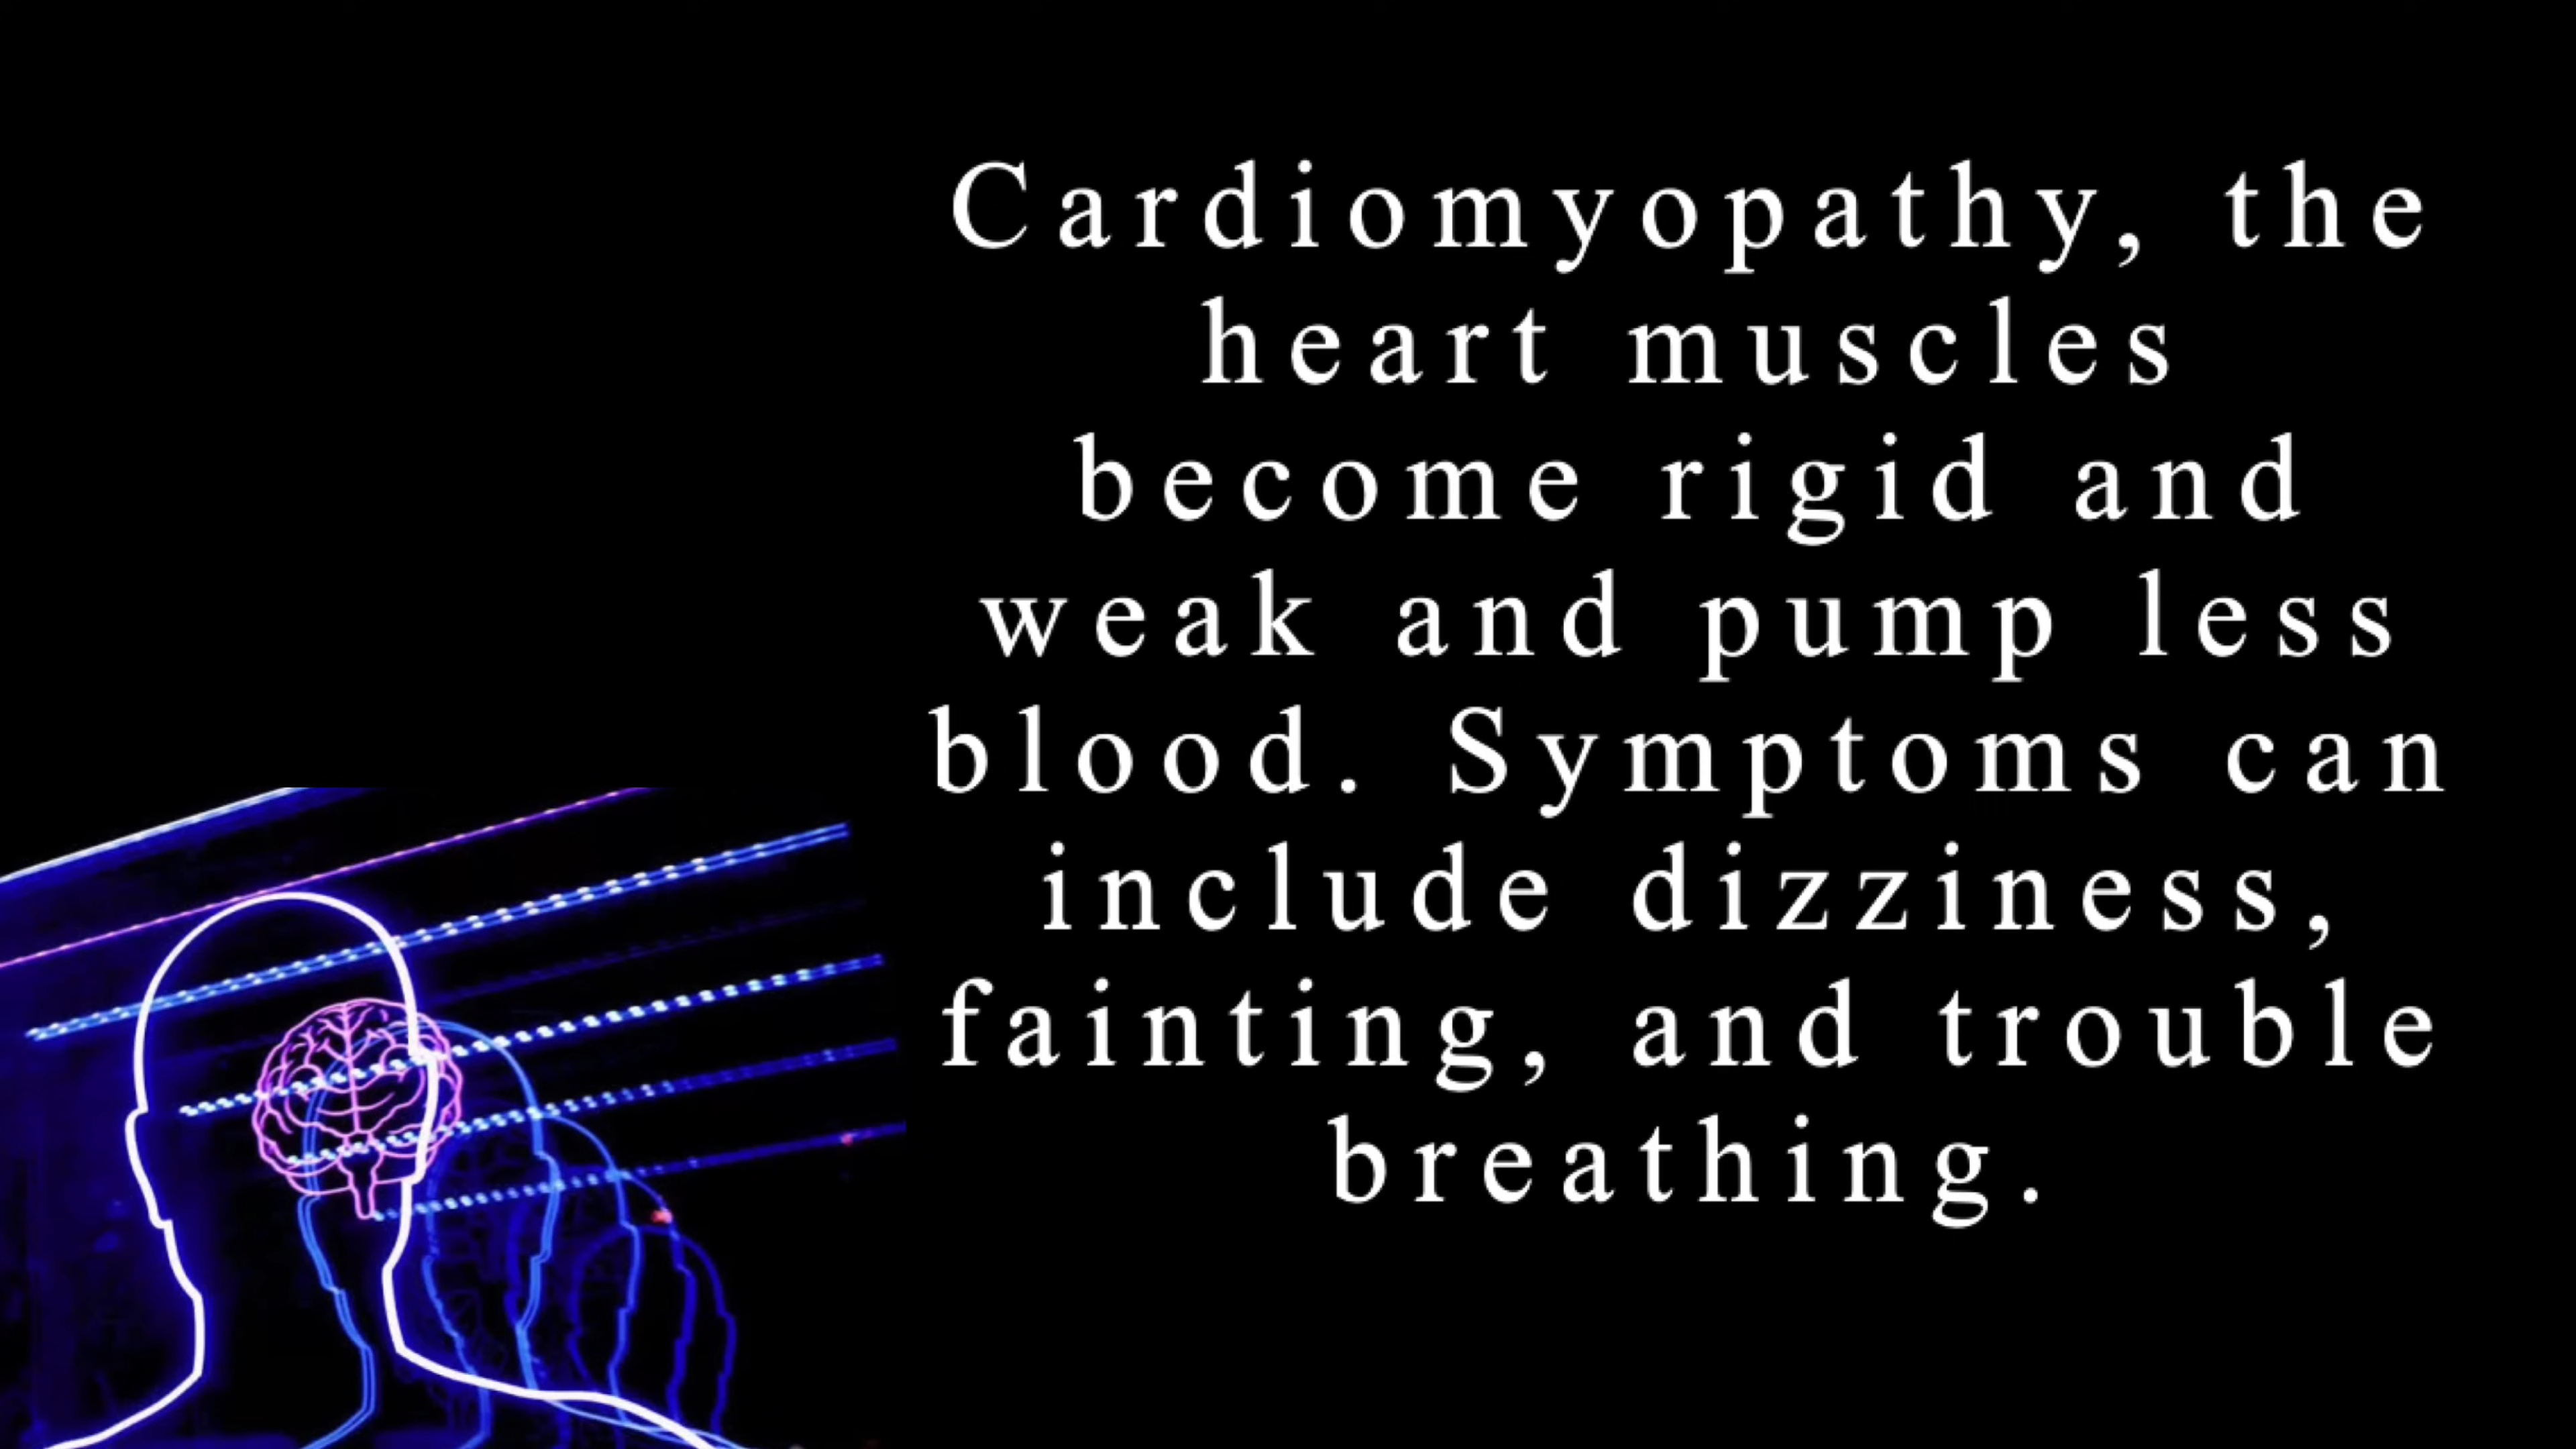 Cardiomyopathy, the
heart muscles
become rigid and
weak and pump less
blood. Symptoms can
include dizziness,
fainting, and trouble
breathing.